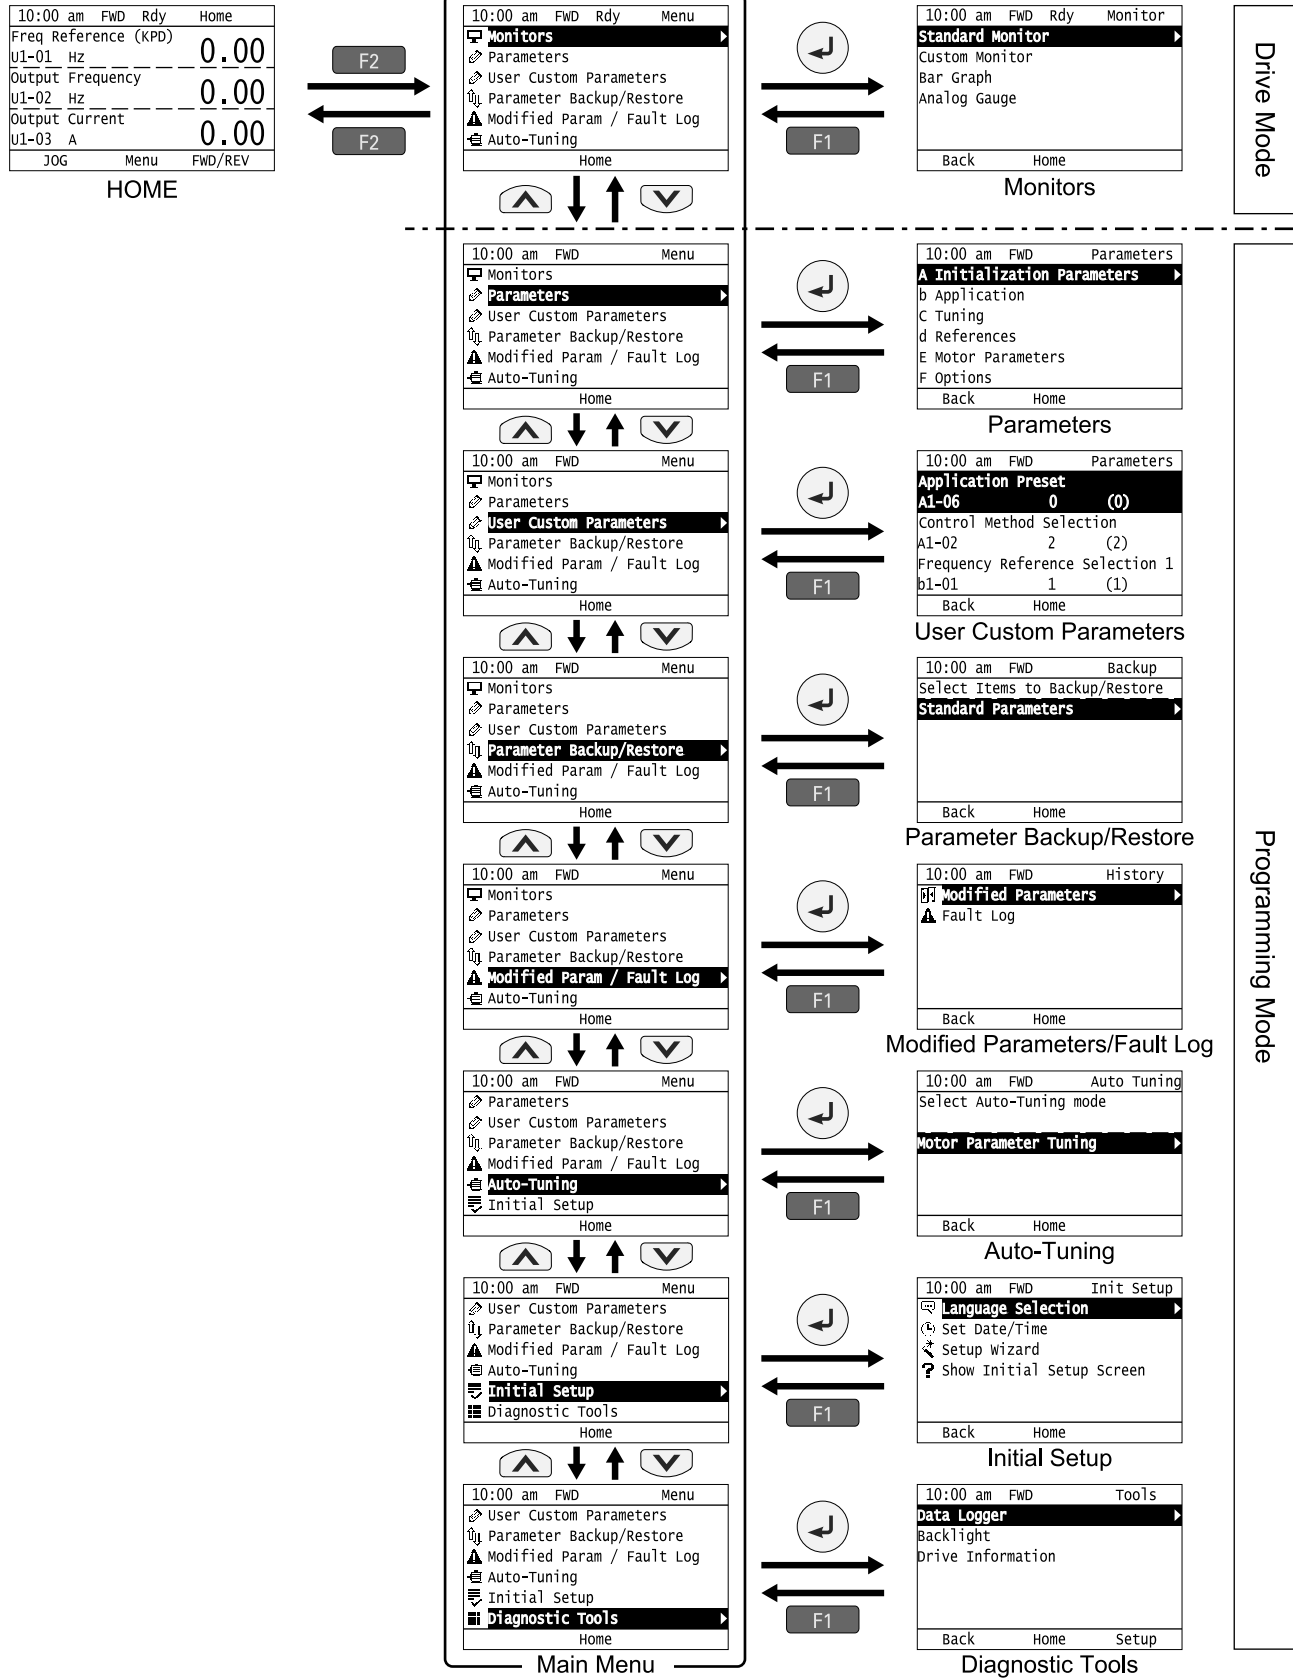 10:00 am FWD Rdy Home
Freq Reference (KPD)
U1-01 Hz 0.00
Output Frequency
U1-02 Hz 0.00
Output Current
U1-03 A 0.00
JOG Menu FWD/REV
HOME
F2
F2
10:00 am FWD Rdy Menu
Monitors
Parameters
User Custom Parameters
Parameter Backup/Restore
Modified Param / Fault Log
Auto-Tuning
Home
F1
10:00 am FWD Rdy Monitor
Standard Monitor
Custom Monitor
Bar Graph
Analog Gauge
Back Home
Monitors
Drive Mode
10:00 am FWD Menu
Monitors
Parameters
User Custom Parameters
Parameter Backup/Restore
Modified Param / Fault Log
Auto-Tuning
Home
F1
10:00 am FWD Parameters
A Initialization Parameters
b Application
C Tuning
d References
E Motor Parameters
F Options
Back Home
Parameters
10:00 am FWD Menu
Monitors
Parameters
User Custom Parameters
Parameter Backup/Restore
Modified Param / Fault Log
Auto-Tuning
Home
F1
10:00 am FWD Parameters
Application Preset
A1-06 0 (0)
Control Method Selection
A1-02 2 (2)
Frequency Reference Selection 1
b1-01 1 (1)
Back Home
User Custom Parameters
10:00 am FWD Menu
Monitors
Parameters
User Custom Parameters
Parameter Backup/Restore
Modified Param / Fault Log
Auto-Tuning
Home
F1
10:00 am FWD Backup
Select Items to Backup/Restore
Standard Parameters
Back Home
Parameter Backup/Restore
10:00 am FWD Menu
Monitors
Parameters
User Custom Parameters
Parameter Backup/Restore
Modified Param / Fault Log
Auto-Tuning
Home
F1
10:00 am FWD History
Modified Parameters
Fault Log
Back Home
Modified Parameters/Fault Log
10:00 am FWD Menu
Parameters
User Custom Parameters
Parameter Backup/Restore
Modified Param / Fault Log
Auto-Tuning
Initial Setup
Home
F1
10:00 am FWD Auto Tuning
Select Auto-Tuning mode
Motor Parameter Tuning
Back Home
Auto-Tuning
10:00 am FWD Menu
User Custom Parameters
Parameter Backup/Restore
Modified Param / Fault Log
Auto-Tuning
Initial Setup
Diagnostic Tools
Home
F1
10:00 am FWD Init Setup
Language Selection
Set Date/Time
Setup Wizard
? Show Initial Setup Screen
Back Home
Initial Setup
10:00 am FWD Menu
User Custom Parameters
Parameter Backup/Restore
Modified Param / Fault Log
Auto-Tuning
Initial Setup
Diagnostic Tools
Home
Main Menu
F1
10:00 am FWD Tools
Data Logger
Backlight
Drive Information
Back Home Setup
Diagnostic Tools
Programming Mode